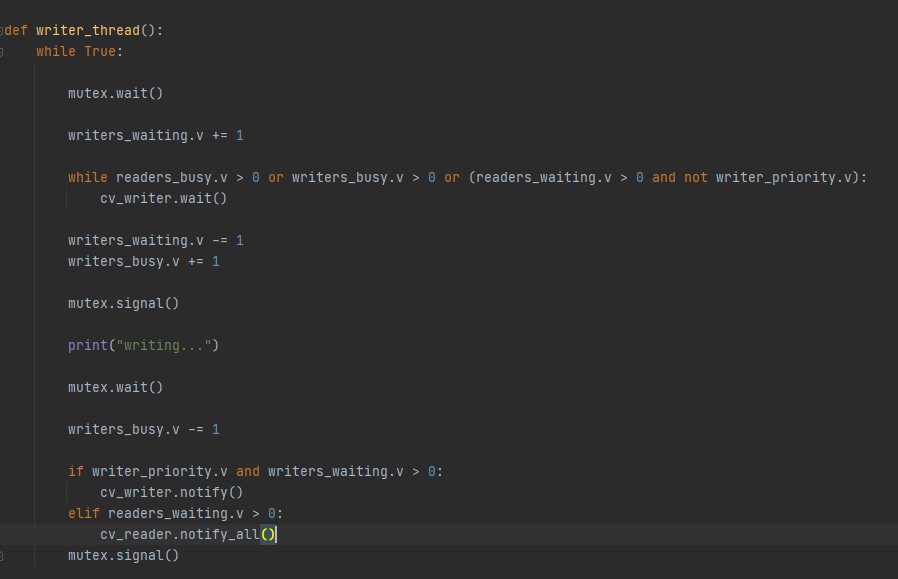 def writer_thread():
while True:
mutex.wait()
writers_waiting.v += 1
while readers_busy.v > 0 or writers_busy.v > 0 or (readers_waiting.v > 0 and not writer_priority.v):
cv_writer.wait()
writers_waiting.v -= 1
writers_busy.v += 1
mutex.signal()
print("writing...")
mutex.wait()
writers_busy.v -= 1
if writer_priority.v and writers_waiting.v > 0:
cv_writer.notify()
elif readers_waiting.v > 0:
cv_reader.notify_all()
mutex.signal()